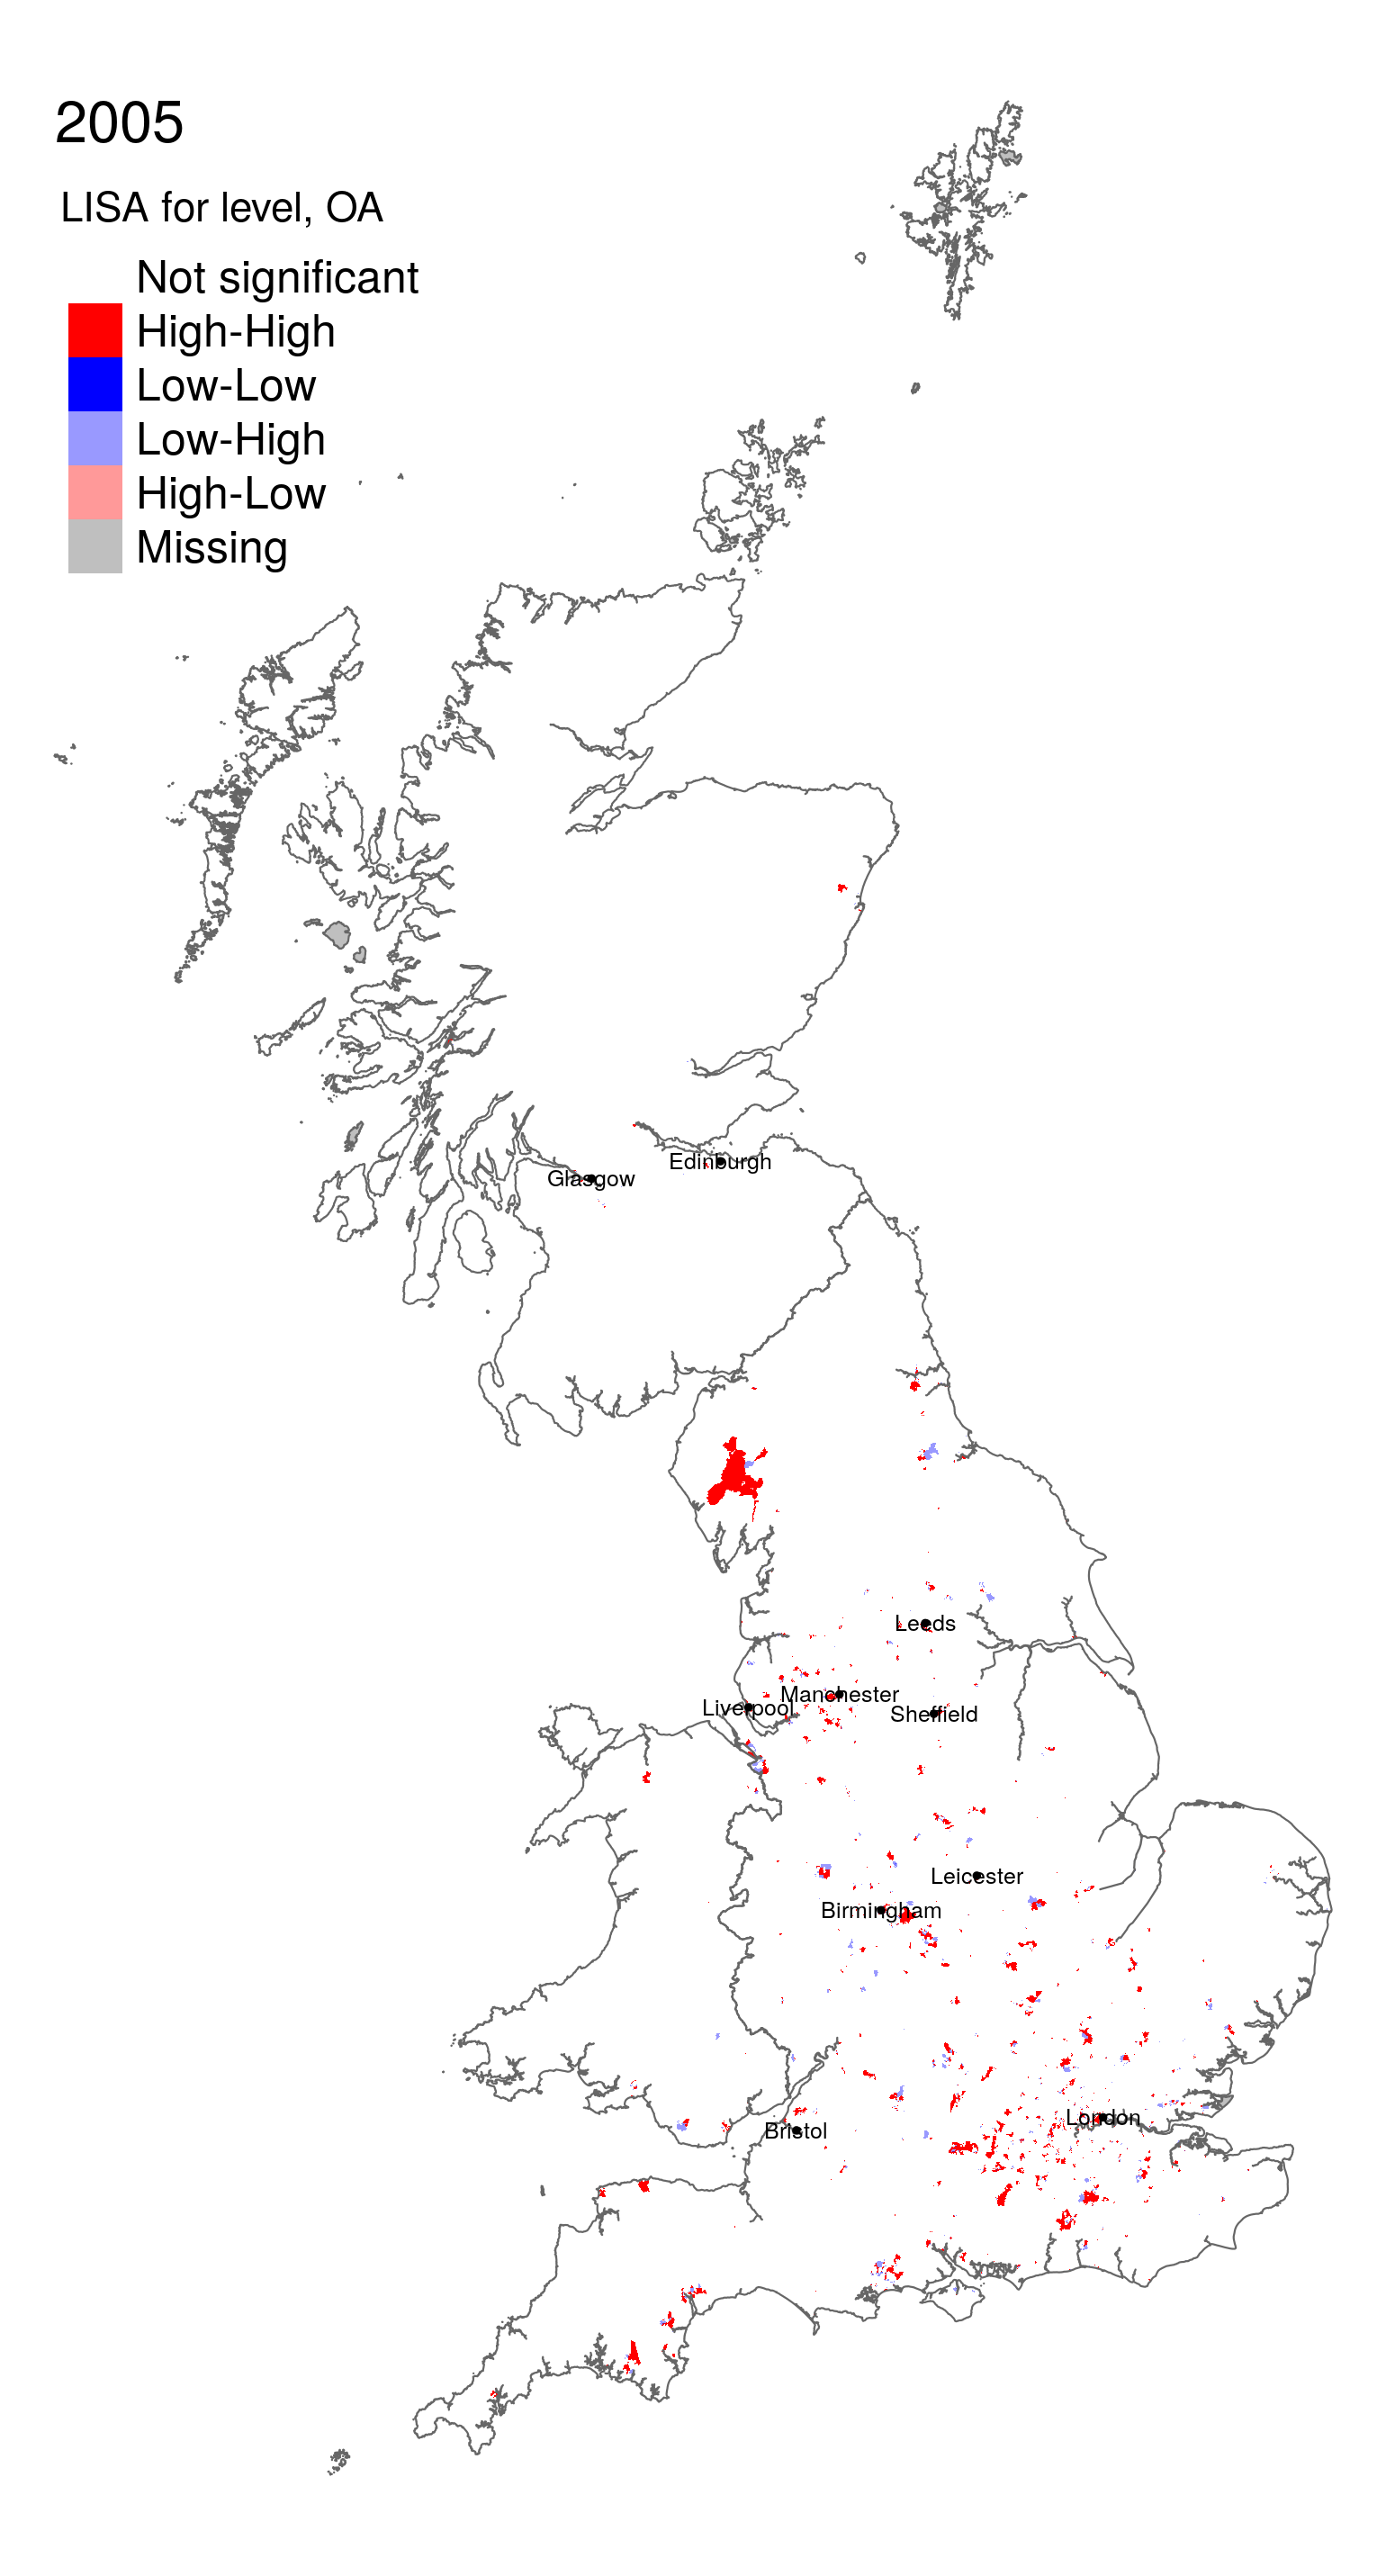 2005
LISA for level, OA
Not significant
High-High
Low-Low
Low-High
High-Low
Missing
Edinburgh
Glasgow
Leeds
Manchester
Liverpool
Sheffield
Leicester
Birmingham
London
Bristol